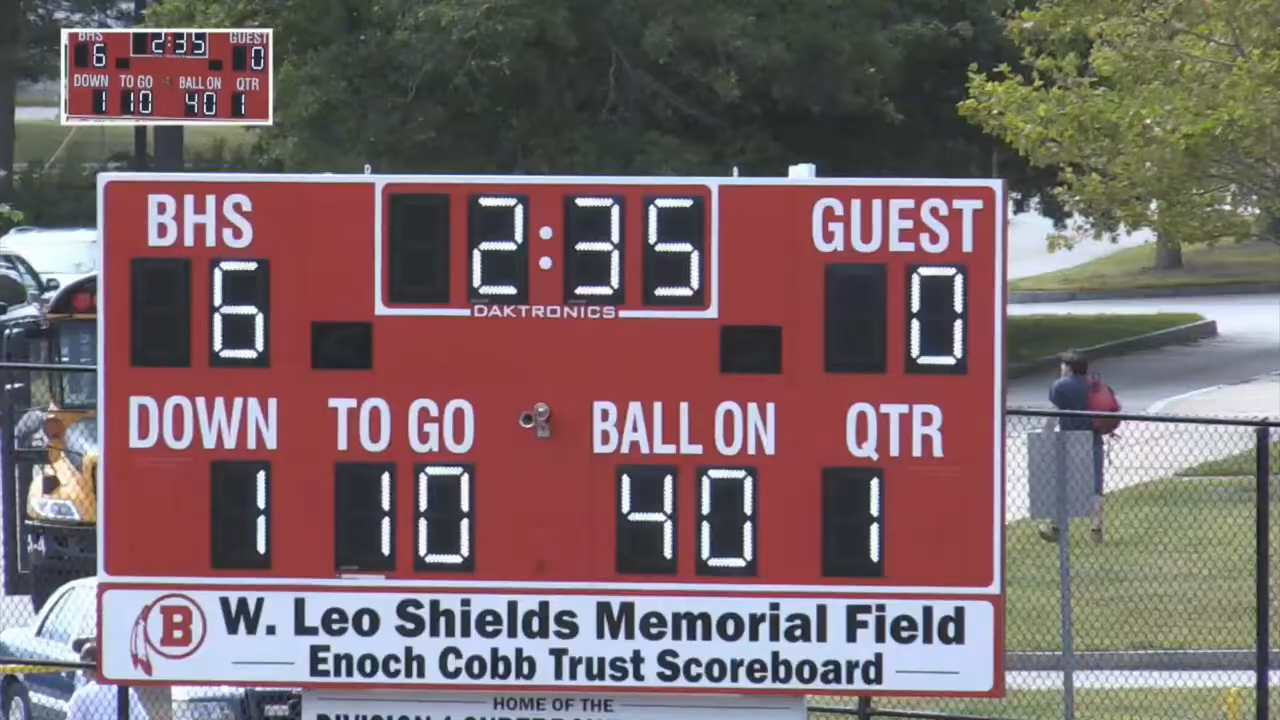 BHS 2:35 GUEST
6 0
DOWN TO GO BALL ON QTR
1 10 40 1
BHS 2:35 GUEST
6 DAKTRONICS 0
DOWN TO GO BALL ON QTR
1 10 40 1
B W. Leo Shields Memorial Field
Enoch Cobb Trust Scoreboard
HOME OF THE
DIVISION 1